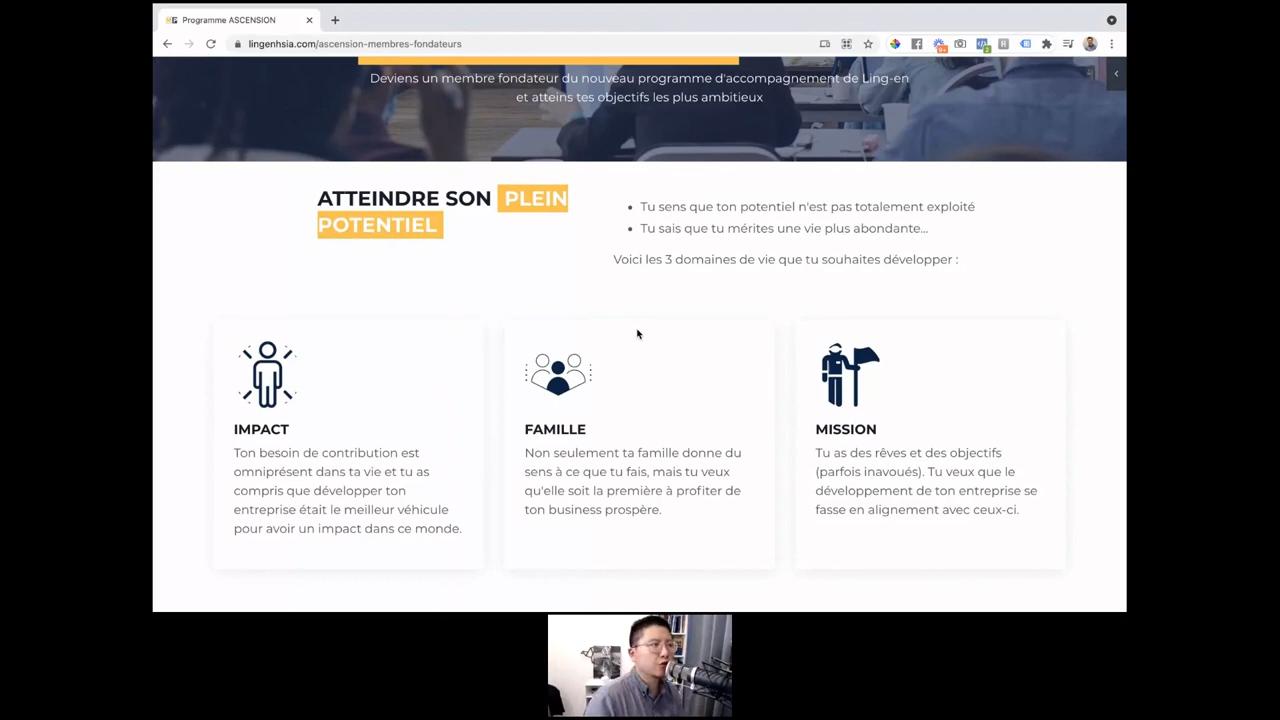 Programme ASCENSION
lingenhsia.com/ascension-membres-fondateurs
9+
2
Deviens un membre fondateur du nouveau programme d'accompagnement de Ling-en
et atteins tes objectifs les plus ambitieux
ATTEINDRE SON PLEIN
POTENTIEL
Tu sens que ton potentiel n'est pas totalement exploité
Tu sais que tu mérites une vie plus abondante...
Voici les 3 domaines de vie que tu souhaites développer :
IMPACT
Ton besoin de contribution est
omniprésent dans ta vie et tu as
compris que développer ton
entreprise était le meilleur véhicule
pour avoir un impact dans ce monde.
FAMILLE
Non seulement ta famille donne du
sens à ce que tu fais, mais tu veux
qu'elle soit la première à profiter de
ton business prospère.
MISSION
Tu as des rêves et des objectifs
(parfois inavoués). Tu veux que le
développement de ton entreprise se
fasse en alignement avec ceux-ci.